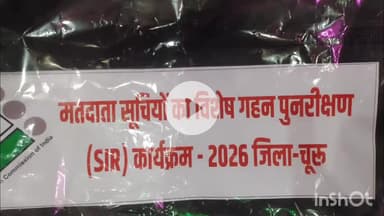 मतदाता सूचियों का विशेष गहन पुनरीक्षण
(SiR) कार्यक्रम - 2026 जिला-चूरू
Commission of India
InShOt